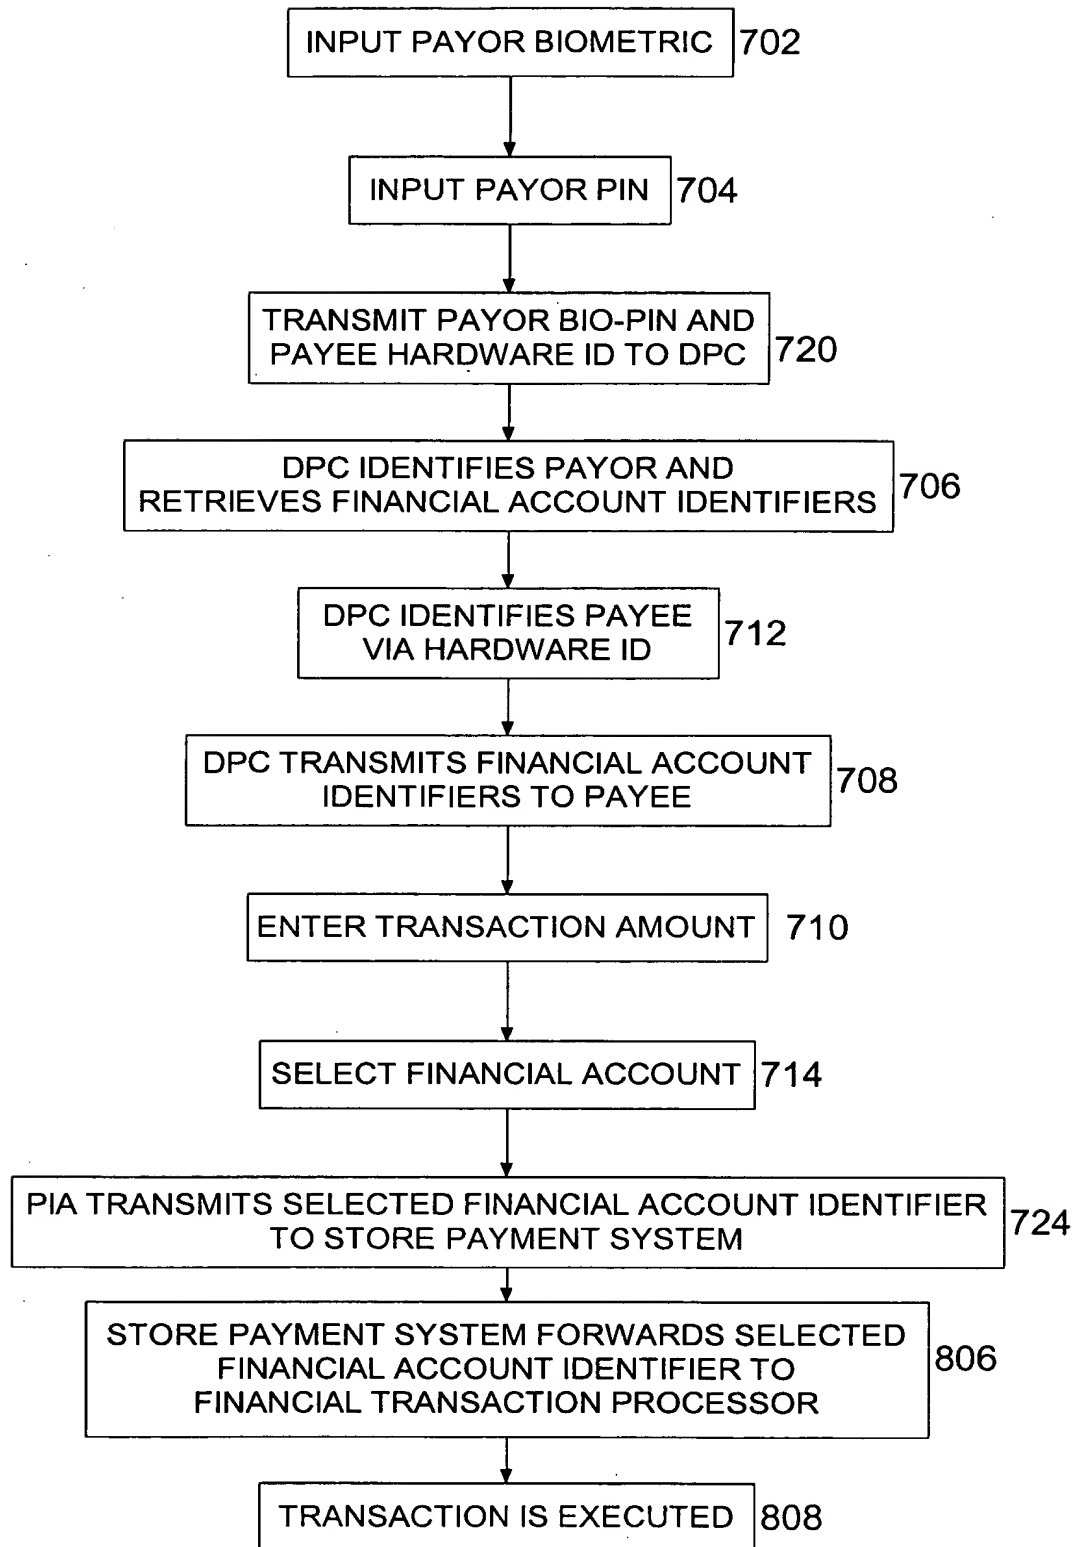 INPUT PAYOR BIOMETRIC 702
INPUT PAYOR PIN 704
TRANSMIT PAYOR BIO-PIN AND
PAYEE HARDWARE ID TO DPC 720
DPC IDENTIFIES PAYOR AND
RETRIEVES FINANCIAL ACCOUNT IDENTIFIERS 706
DPC IDENTIFIES PAYEE
VIA HARDWARE ID 712
DPC TRANSMITS FINANCIAL ACCOUNT
IDENTIFIERS TO PAYEE 708
ENTER TRANSACTION AMOUNT 710
SELECT FINANCIAL ACCOUNT 714
PIA TRANSMITS SELECTED FINANCIAL ACCOUNT IDENTIFIER
TO STORE PAYMENT SYSTEM 724
STORE PAYMENT SYSTEM FORWARDS SELECTED
FINANCIAL ACCOUNT IDENTIFIER TO 806
FINANCIAL TRANSACTION PROCESSOR
TRANSACTION IS EXECUTED 808